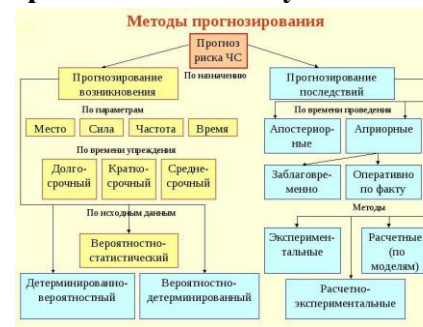 Методы прогнозирования
Прогноз
риска ЧС
По назначению
Прогнозирование
возникновения
Прогнозирование
последствий
По параметрам
Место Сила Частота Время
По времени упреждения
Долго-
срочный
Кратко-
срочный
Средне-
срочный
По исходным данным
Вероятностно-
статистический
Детерминированно-
вероятностный
Вероятностно-
детерминированный
По времени проведения
Апостериор-
ные
Априорные
Заблаговре-
менно
Оперативно
по факту
Методы
Эксперимен-
тальные
Расчетные
(по
моделям)
Расчетно-
экспериментальные